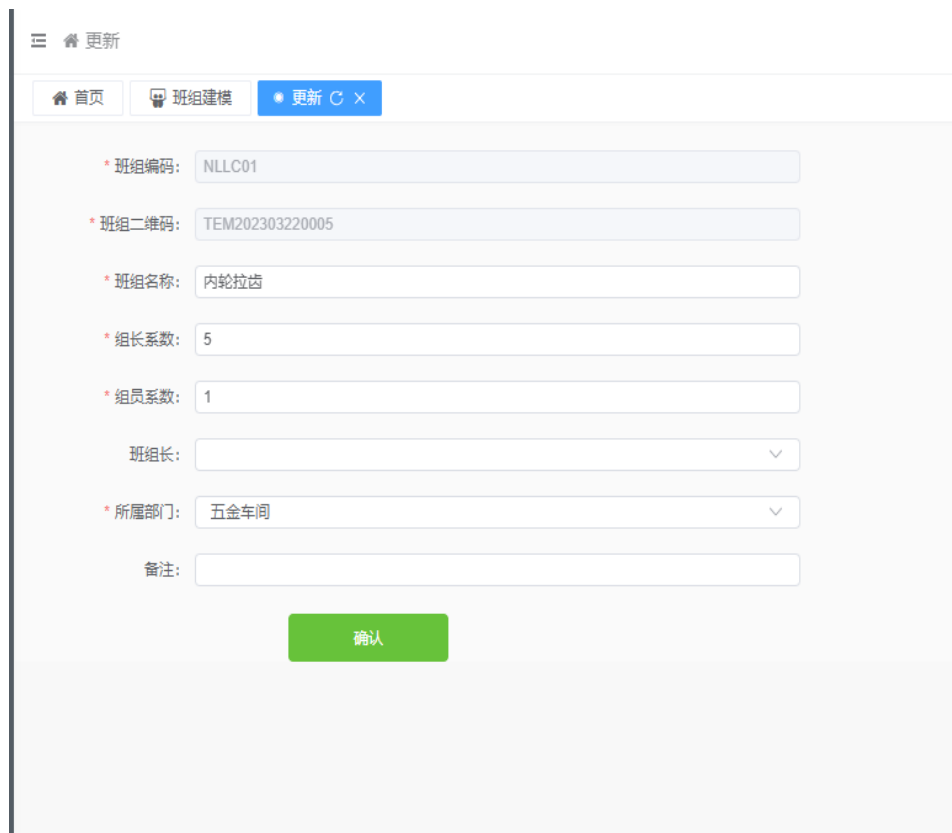 更新
首页 班组建模 更新
* 班组编码: NLLC01
* 班组二维码: TEM202303220005
* 班组名称: 内轮拉齿
* 组长系数: 5
* 组员系数: 1
班组长:
* 所属部门: 五金车间
备注:
确认